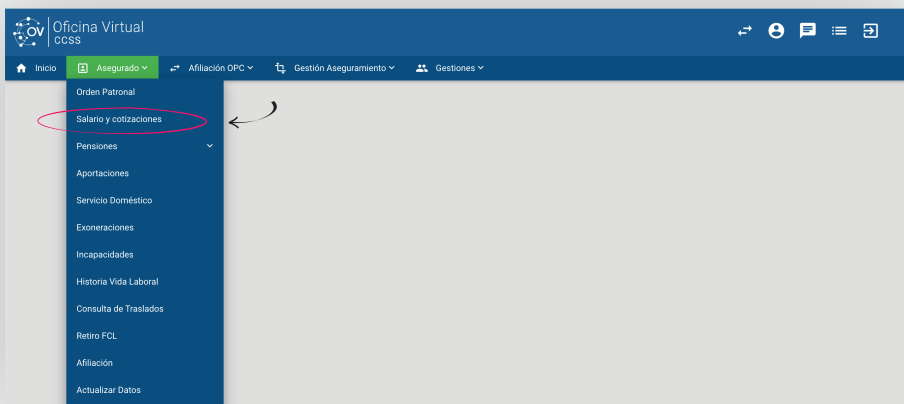 OV Oficina Virtual
CCSS
Inicio Asegurado Afiliación OPC Gestión Aseguramiento Gestiones
Orden Patronal
Salario y cotizaciones
Pensiones
Aportaciones
Servicio Doméstico
Exoneraciones
Incapacidades
Historia Vida Laboral
Consulta de Traslados
Retiro FCL
Afiliación
Actualizar Datos